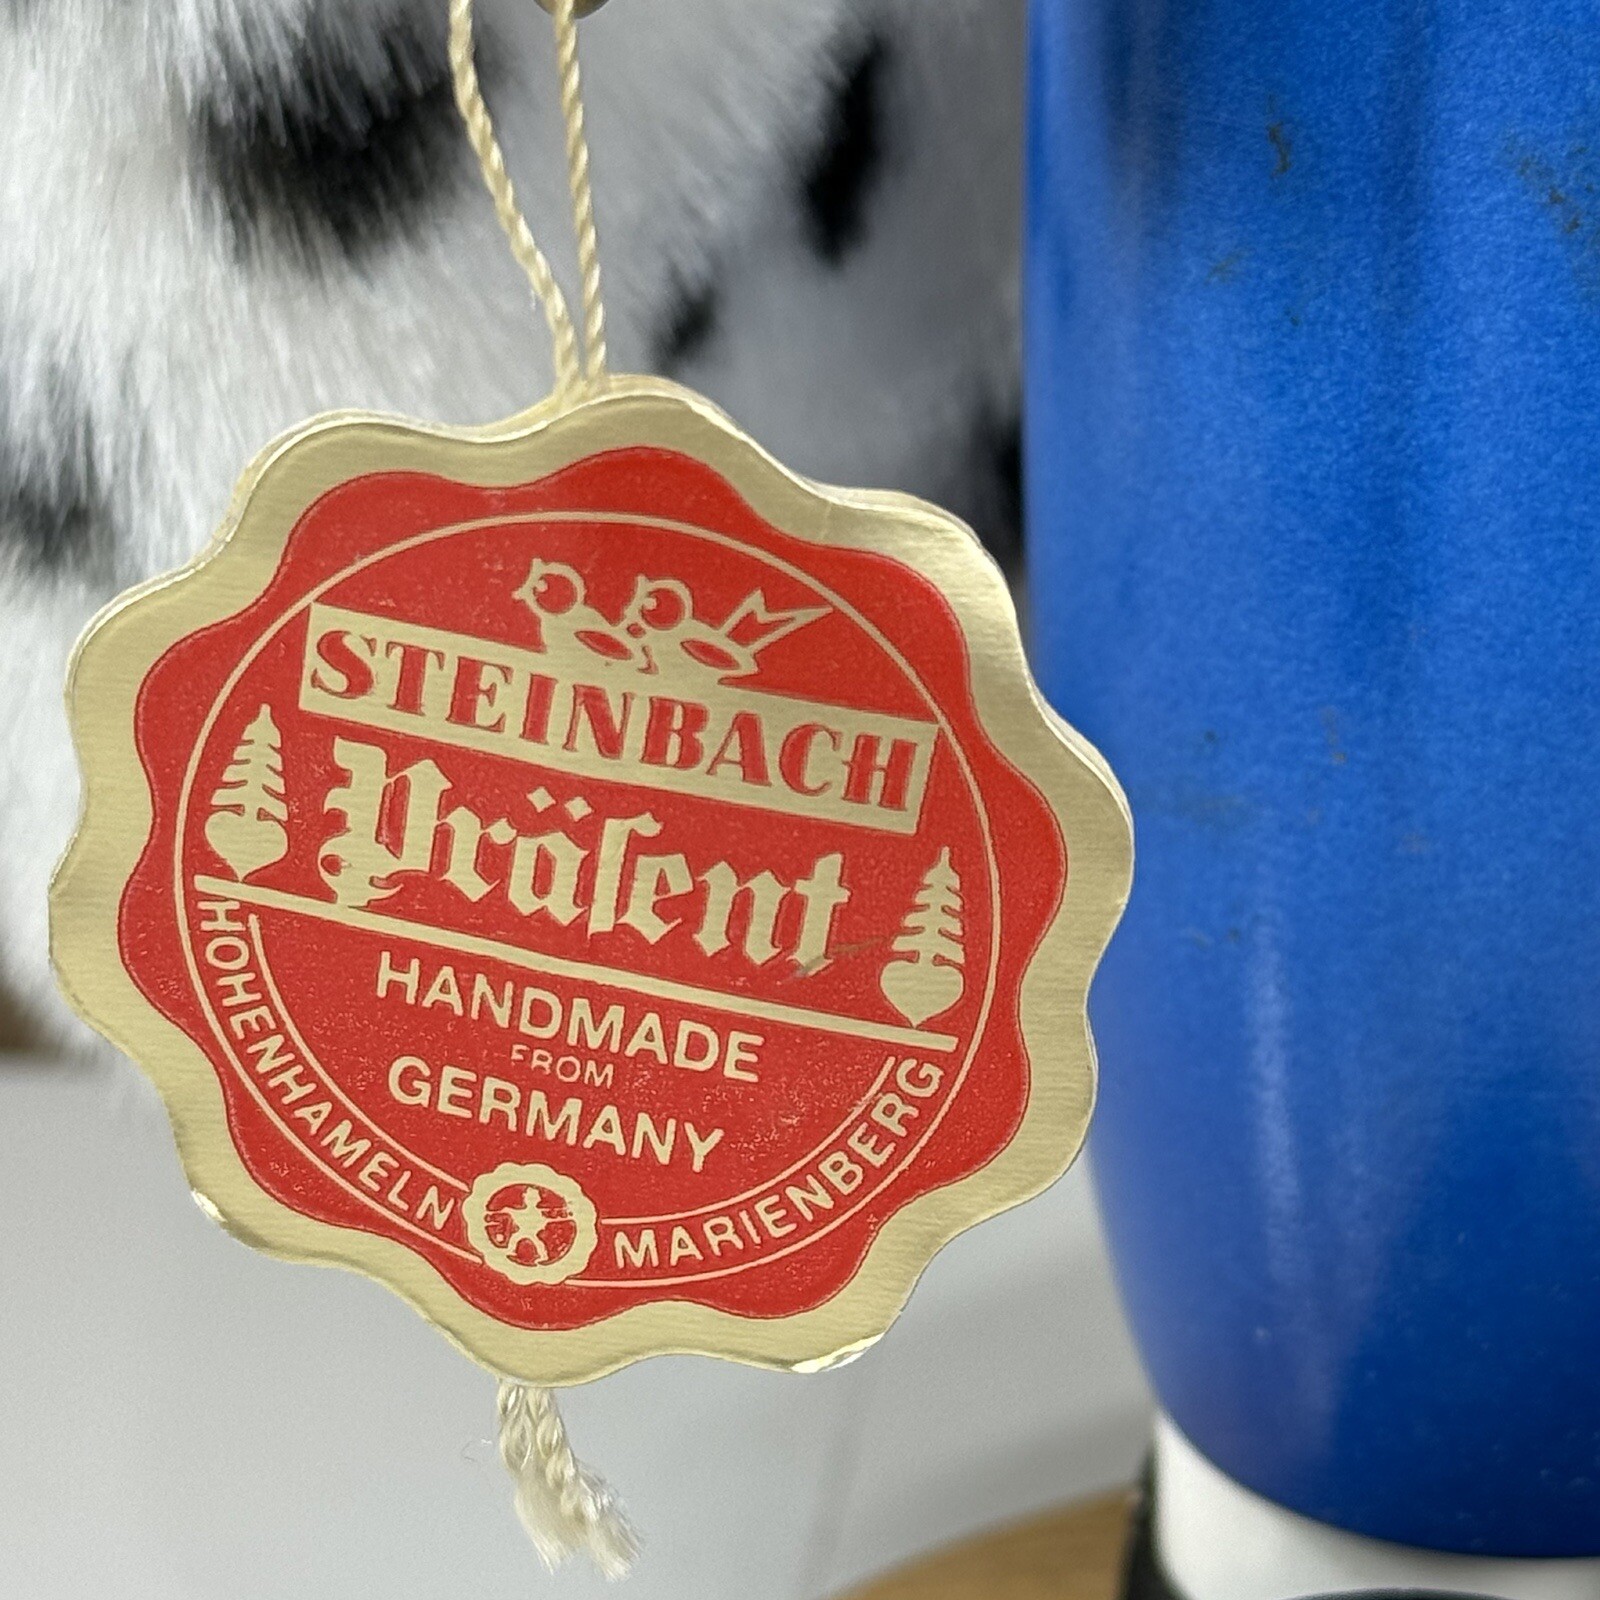 STEINBACH
Präſent
HANDMADE
FROM
GERMANY
HOHENHAMELN
MARIENBERG